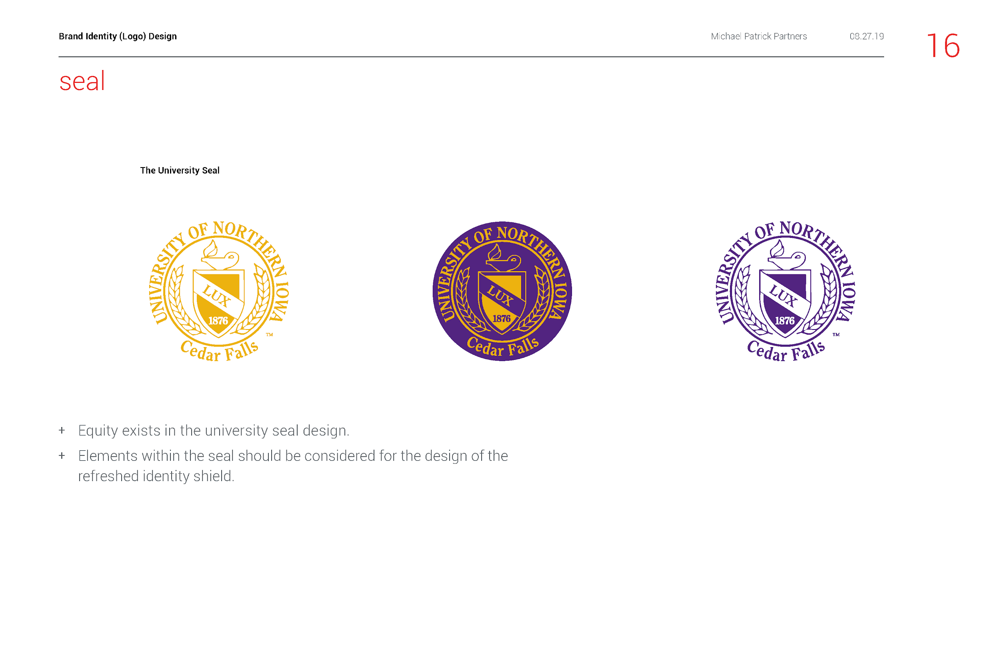 Brand Identity (Logo) Design
Michael Patrick Partners
08.27.19
16
seal
The University Seal
UNIVERSITY OF NORTHERN IOWA
LUX
1876
TM
Cedar Falls
UNIVERSITY OF NORTHERN IOWA
LUX
1876
Cedar Falls
UNIVERSITY OF NORTHERN IOWA
LUX
1876
TM
Cedar Falls
+ Equity exists in the university seal design.
+ Elements within the seal should be considered for the design of the
refreshed identity shield.